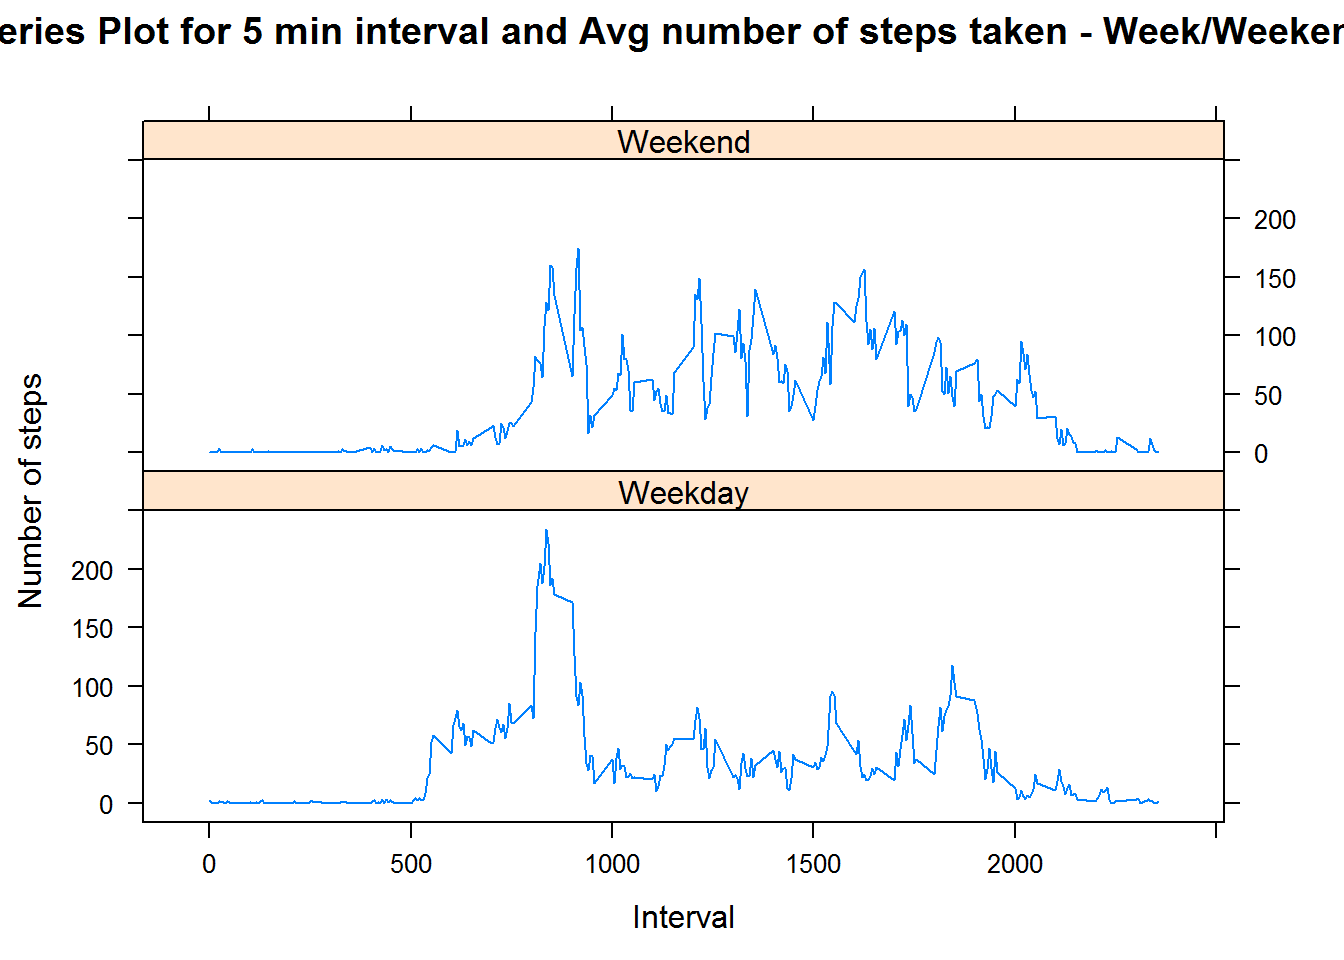 eries Plot for 5 min interval and Avg number of steps taken - Week/Weeken
Weekend
200
150
100
50
0
Weekday
200
150
100
50
0
Number of steps
0 500 1000 1500 2000
Interval